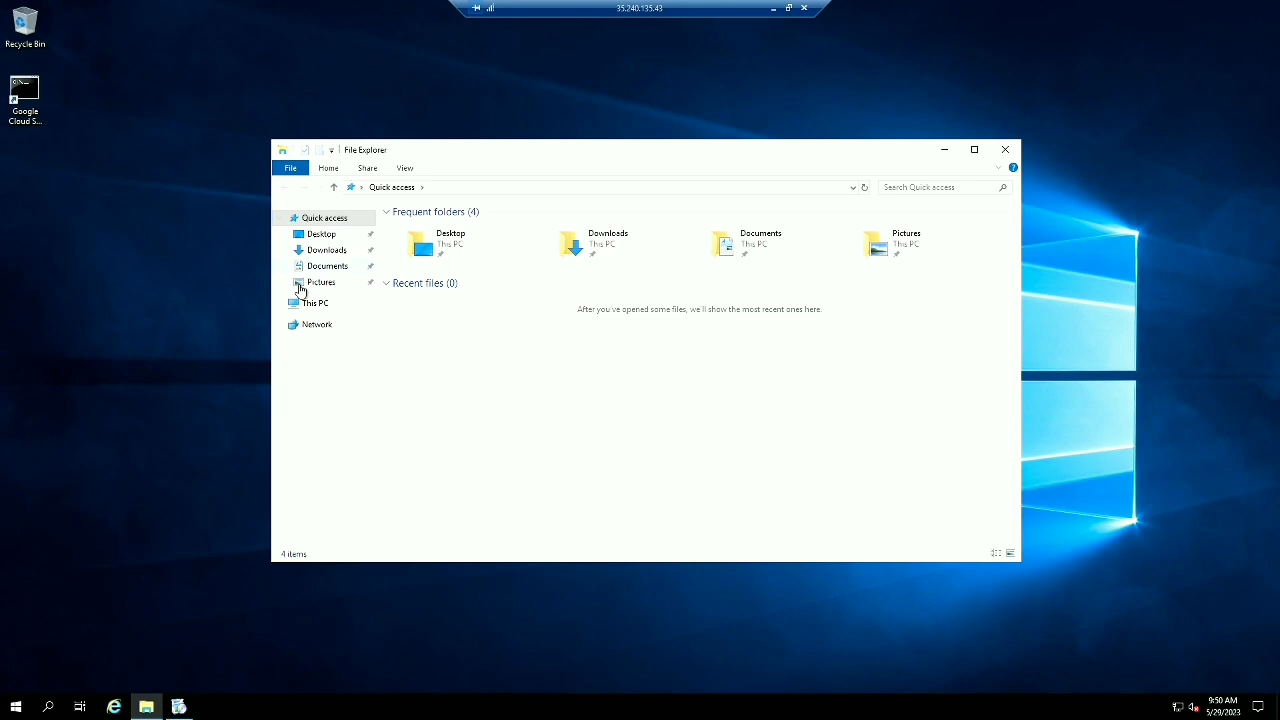 35.240.135.43
Recycle Bin
Google
Cloud S...
File Explorer
File
Home
Share
View
Quick access
Search Quick access
Quick access
Desktop
Downloads
Documents
Pictures
This PC
Network
Frequent folders (4)
Desktop
This PC
Downloads
This PC
Documents
This PC
Pictures
This PC
Recent files (0)
After you've opened some files, we'll show the most recent ones here.
4 items
9:50 AM
5/29/2023